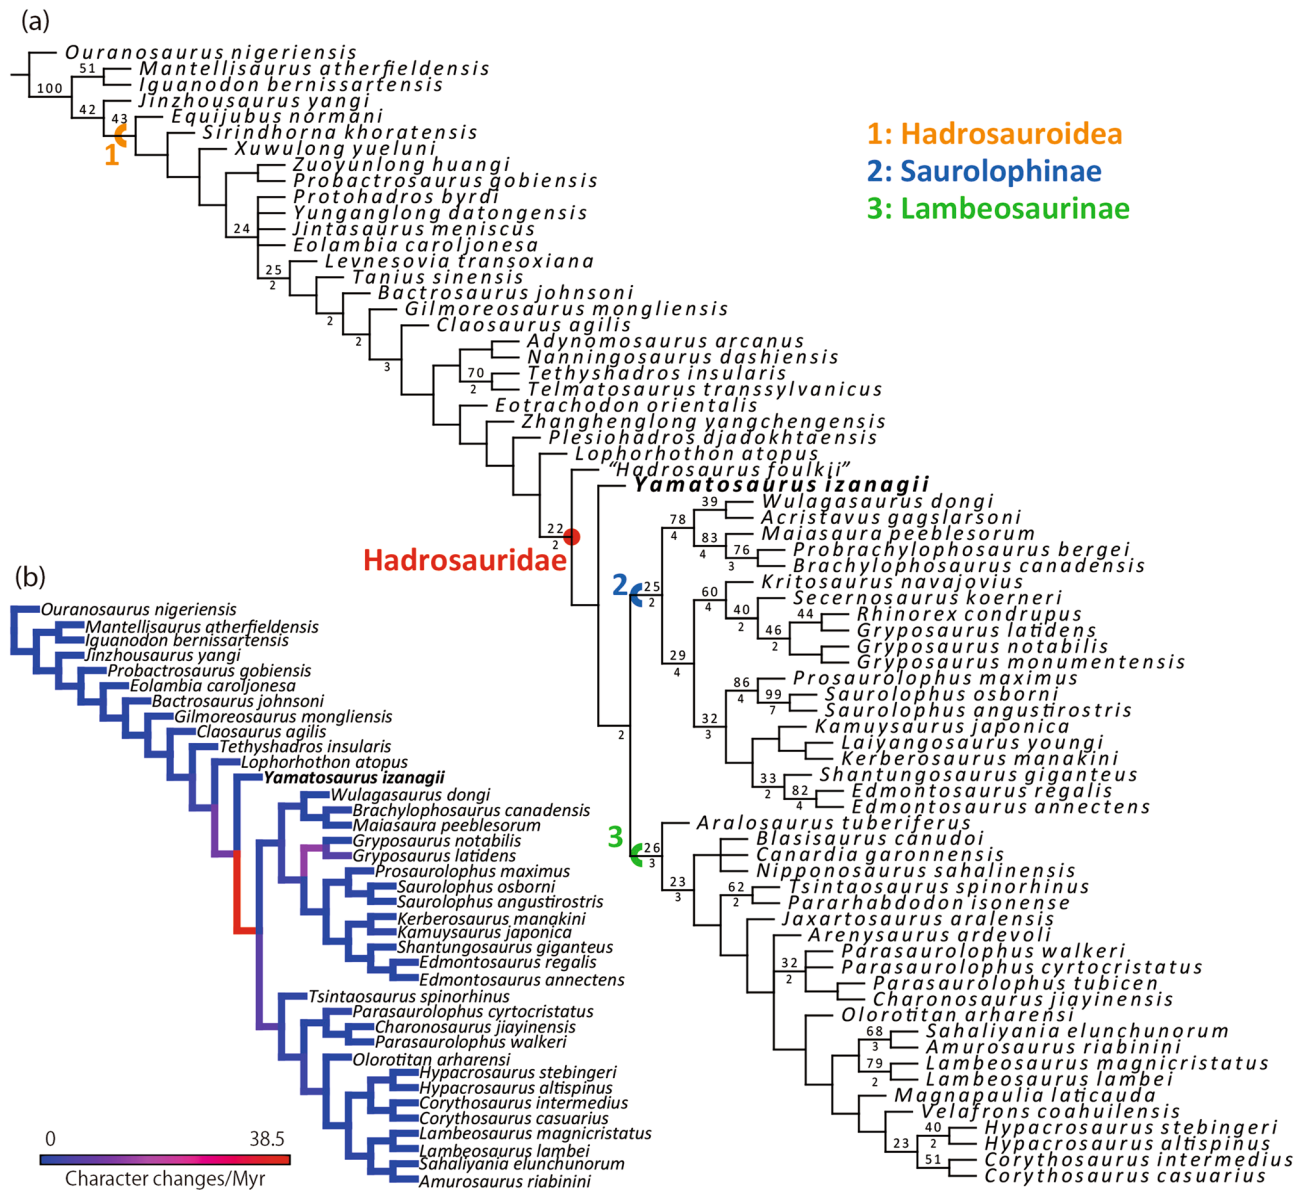 (a)
Ouranosaurus nigeriensis
51 Mantellisaurus atherfieldensis
100 Iguanodon bernissartensis
42 Jinzhousaurus yangi
43 Equijubus normani
1 Sirindhorna khoratensis
Xuwulong yueluni
Zuoyunlong huangi
Probactrosaurus gobiensis
Protohadros byrdi
Yunganglong datongensis
24 Jintasaurus meniscus
Eolambia caroljonesa
25 Levnesovia transoxiana
2 Tanius sinensis
Bactrosaurus johnsoni
2 Gilmoreosaurus mongliensis
2 Claosaurus agilis
3 Adynomosaurus arcanus
Nanningosaurus dashiensis
70 Tethyshadros insularis
2 Telmatosaurus transsylvanicus
Eotrachodon orientalis
Zhanghenglong yangchengensis
Plesiohadros djadokhtaensis
Lophorhothon atopus
"Hadrosaurus foulkii"
Yamatosaurus izanagii
22
2
Hadrosauridae
1: Hadrosauroidea
2: Saurolophinae
3: Lambeosaurinae
39 Wulagasaurus dongi
78 Acristavus gagslarsoni
4 83 Maiasaura peeblesorum
4 76 Probrachylophosaurus bergei
3 Brachylophosaurus canadensis
2 25 Kritosaurus navajovius
2 60 Secernosaurus koerneri
4 40 44 Rhinorex condrupus
2 46 Gryposaurus latidens
2 Gryposaurus notabilis
29 Gryposaurus monumentensis
4 86 Prosaurolophus maximus
4 99 Saurolophus osborni
7 Saurolophus angustirostris
32 Kamuysaurus japonica
3 Laiyangosaurus youngi
2 Kerberosaurus manakini
33 Shantungosaurus giganteus
2 82 Edmontosaurus regalis
4 Edmontosaurus annectens
3 26 Aralosaurus tuberiferus
3 Blasisaurus canudoi
Canardia garonnensis
23 Nipponosaurus sahalinensis
3 62 Tsintaosaurus spinorhinus
2 Pararhabdodon isonense
Jaxartosaurus aralensis
Arenysaurus ardevoli
Parasaurolophus walkeri
32 Parasaurolophus cyrtocristatus
2 Parasaurolophus tubicen
Charonosaurus jiayinensis
Olorotitan arharensi
68 Sahaliyania elunchunorum
3 Amurosaurus riabinini
79 Lambeosaurus magnicristatus
2 Lambeosaurus lambei
Magnapaulia laticauda
Velafrons coahuilensis
40 Hypacrosaurus stebingeri
23 2 Hypacrosaurus altispinus
51 Corythosaurus intermedius
Corythosaurus casuarius
(b)
Ouranosaurus nigeriensis
Mantellisaurus atherfieldensis
Iguanodon bernissartensis
Jinzhousaurus yangi
Probactrosaurus gobiensis
Eolambia caroljonesa
Bactrosaurus johnsoni
Gilmoreosaurus mongliensis
Claosaurus agilis
Tethyshadros insularis
Lophorhothon atopus
Yamatosaurus izanagii
Wulagasaurus dongi
Brachylophosaurus canadensis
Maiasaura peeblesorum
Gryposaurus notabilis
Gryposaurus latidens
Prosaurolophus maximus
Saurolophus osborni
Saurolophus angustirostris
Kerberosaurus manakini
Kamuysaurus japonica
Shantungosaurus giganteus
Edmontosaurus regalis
Edmontosaurus annectens
Tsintaosaurus spinorhinus
Parasaurolophus cyrtocristatus
Charonosaurus jiayinensis
Parasaurolophus walkeri
Olorotitan arharensi
Hypacrosaurus stebingeri
Hypacrosaurus altispinus
Corythosaurus intermedius
Corythosaurus casuarius
Lambeosaurus magnicristatus
Lambeosaurus lambei
Sahaliyania elunchunorum
Amurosaurus riabinini
0 38.5
Character changes/Myr